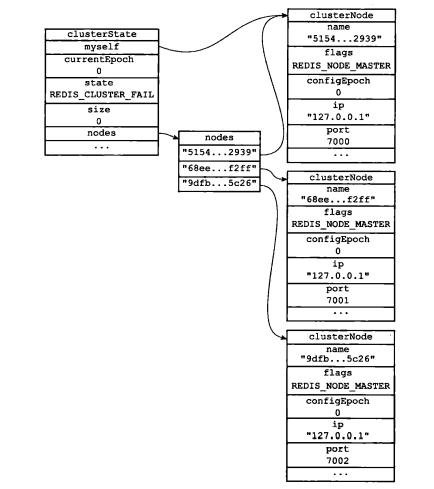 clusterState
myself
currentEpoch
0
state
REDIS_CLUSTER_FAIL
size
0
nodes
...
nodes
"5154...2939"
"68ee...f2ff"
"9dfb...5c26"
clusterNode
name
"5154...2939"
flags
REDIS_NODE_MASTER
configEpoch
0
ip
"127.0.0.1"
port
7000
...
clusterNode
name
"68ee...f2ff"
flags
REDIS_NODE_MASTER
configEpoch
0
ip
"127.0.0.1"
port
7001
...
clusterNode
name
"9dfb...5c26"
flags
REDIS_NODE_MASTER
configEpoch
0
ip
"127.0.0.1"
port
7002
...